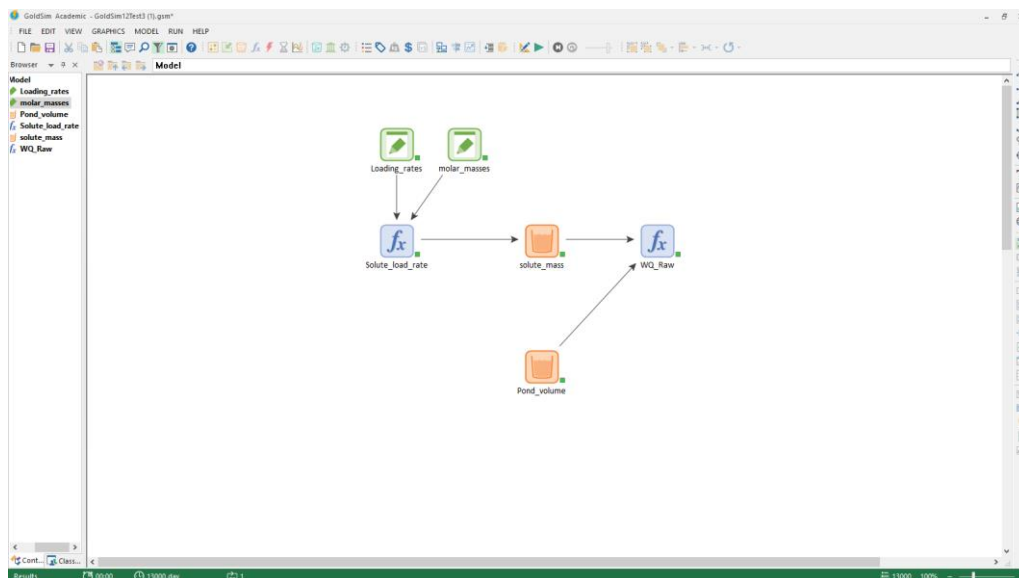 GoldSim Academic - GoldSim12Test3 (1).gsm*
FILE EDIT VIEW GRAPHICS MODEL RUN HELP
Browser
Model
Model
Loading_rates
molar_masses
Pond_volume
Solute_load_rate
solute_mass
WQ_Raw
Loading_rates molar_masses
Solute_load_rate solute_mass WQ_Raw
Pond_volume
Cont... Class...
Results 00:00 13000 day 1 13000 100%